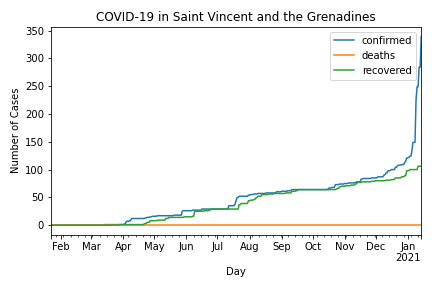 COVID-19 in Saint Vincent and the Grenadines
Number of Cases
350
300
250
200
150
100
50
0
confirmed
deaths
recovered
Feb Mar Apr May Jun Jul Aug Sep Oct Nov Dec Jan
2021
Day